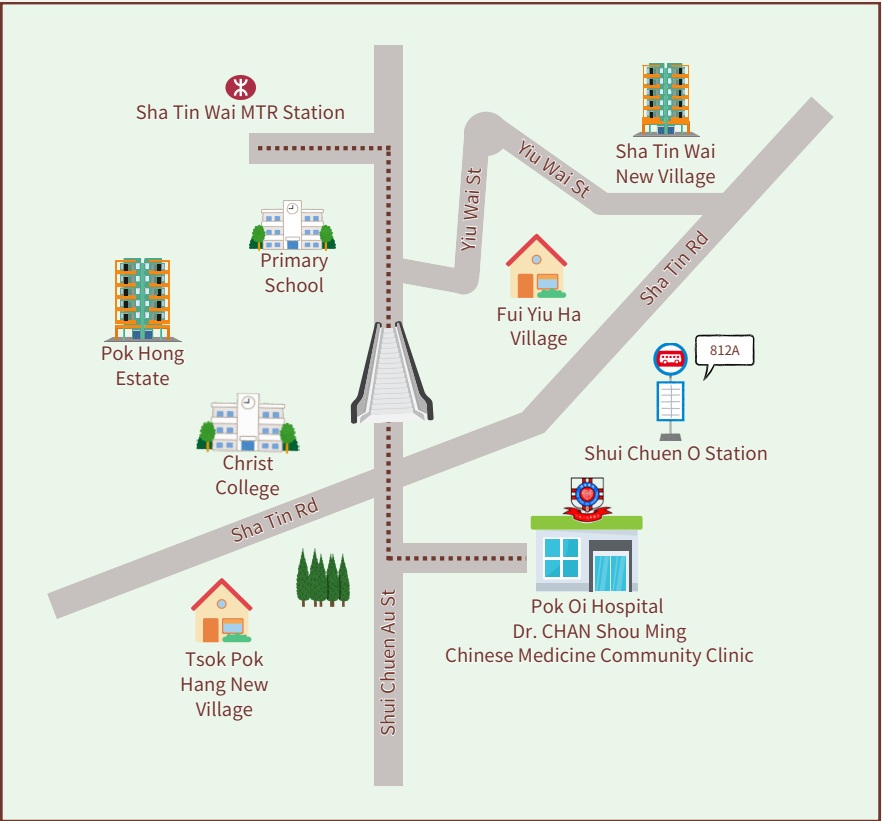 Sha Tin Wai MTR Station
Yiu Wai St
Sha Tin Wai
New Village
Yiu Wai St
Primary
School
Sha Tin Rd
Fui Yiu Ha
Village
Pok Hong
Estate
812A
Shui Chuen O Station
Christ
College
Sha Tin Rd
Pok Oi Hospital
Dr. CHAN Shou Ming
Chinese Medicine Community Clinic
Shui Chuen Au St
Tsok Pok
Hang New
Village